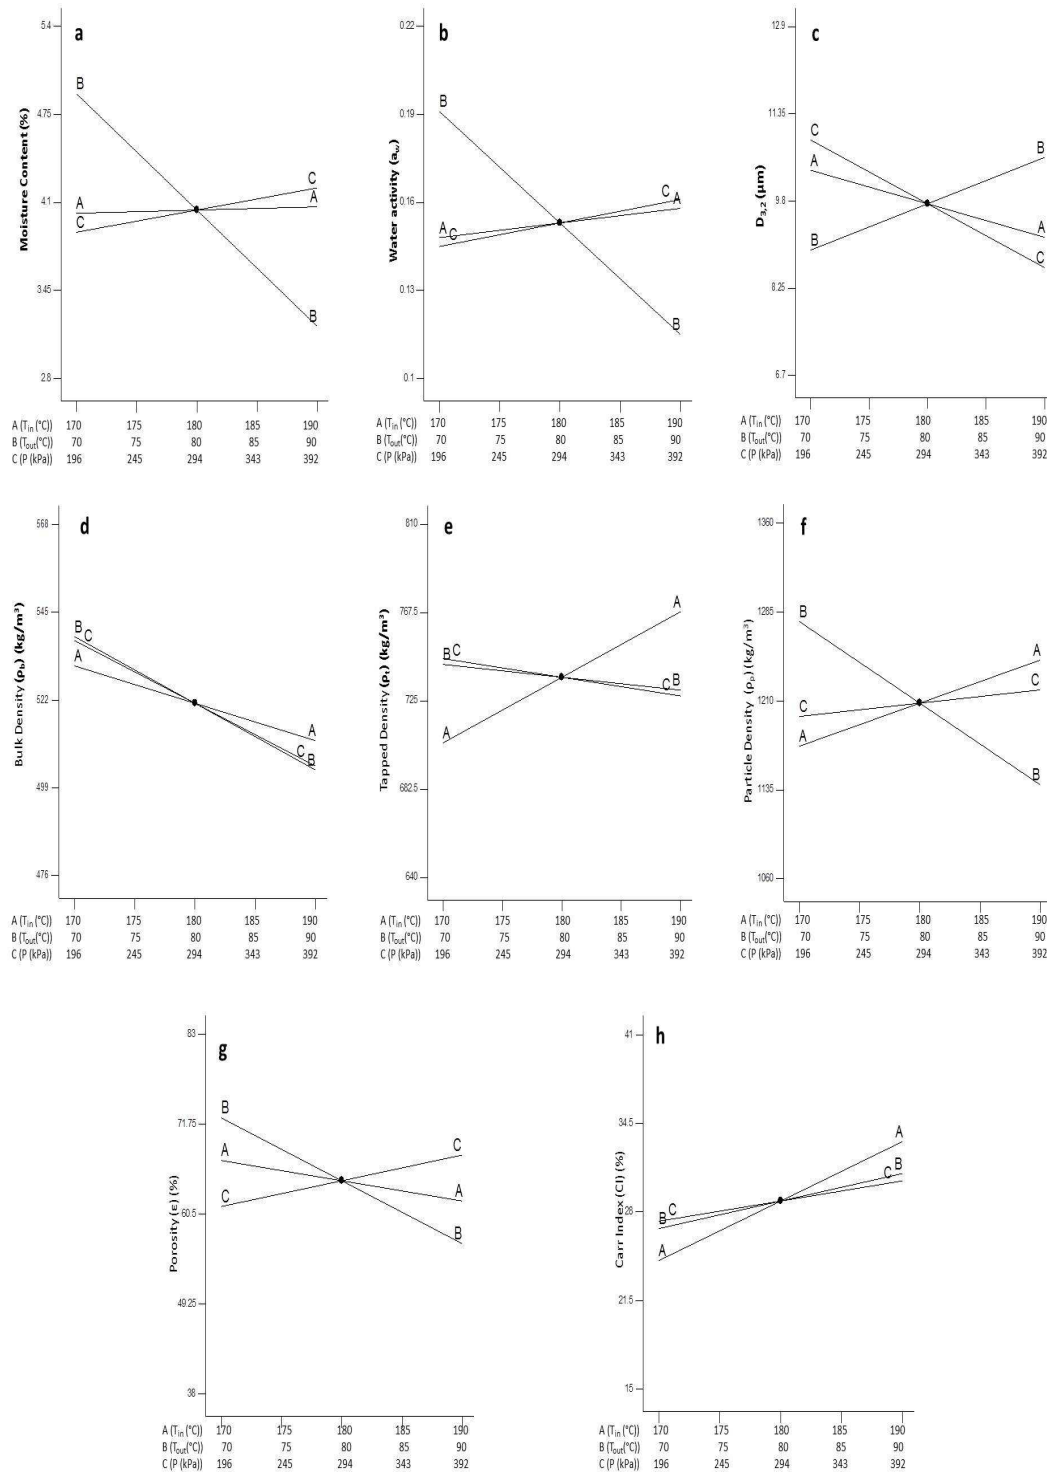 a
5.4
4.75
4.1
3.45
2.8
Moisture Content (%)
B
A
C
C
A
B
A (Tin (°C)) 170 175 180 185 190
B (Tout(°C)) 70 75 80 85 90
C (P (kPa)) 196 245 294 343 392
b
0.22
0.19
0.16
0.13
0.1
Water activity (aw)
B
A
C
C
A
B
170 175 180 185 190
70 75 80 85 90
196 245 294 343 392
A (Tin (°C))
B (Tout(°C))
C (P (kPa))
c
12.9
11.35
9.8
8.25
6.7
D3,2 (µm)
C
A
B
B
A
C
A (Tin (°C)) 170 175 180 185 190
B (Tout(°C)) 70 75 80 85 90
C (P (kPa)) 196 245 294 343 392
d
568
545
522
499
476
Bulk Density (ρb) (kg/m³)
B
C
A
A
C
B
A (Tin (°C)) 170 175 180 185 190
B (Tout(°C)) 70 75 80 85 90
C (P (kPa)) 196 245 294 343 392
e
810
767.5
725
682.5
640
Tapped Density (ρt) (kg/m³)
B
C
A
A
C
B
A (Tin (°C)) 170 175 180 185 190
B (Tout(°C)) 70 75 80 85 90
C (P (kPa)) 196 245 294 343 392
f
1360
1285
1210
1135
1060
Particle Density (ρp) (kg/m³)
B
C
A
A
C
B
A (Tin (°C)) 170 175 180 185 190
B (Tout(°C)) 70 75 80 85 90
C (P (kPa)) 196 245 294 343 392
g
83
71.75
60.5
49.25
38
Porosity (ε) (%)
B
A
C
C
A
B
A (Tin (°C)) 170 175 180 185 190
B (Tout(°C)) 70 75 80 85 90
C (P (kPa)) 196 245 294 343 392
h
41
34.5
28
21.5
15
Carr Index (CI) (%)
B
C
A
A
C
B
A (Tin (°C)) 170 175 180 185 190
B (Tout(°C)) 70 75 80 85 90
C (P (kPa)) 196 245 294 343 392